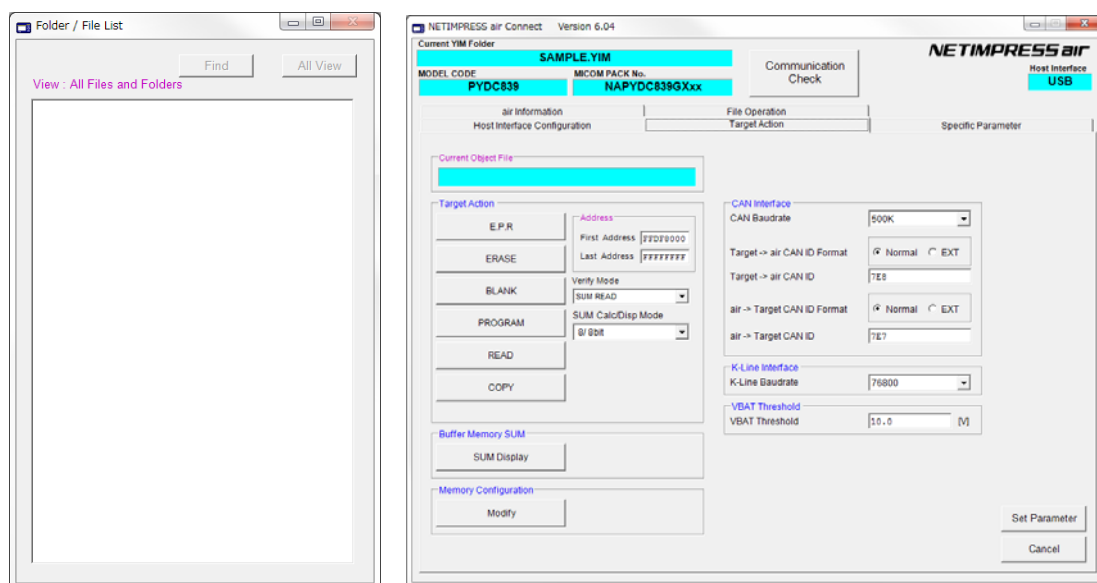 Folder / File List
Find
All View
View : All Files and Folders
NETIMPRESS air Connect Version 6.04
Current YIM Folder
SAMPLE.YIM
MODEL CODE
MICOM PACK No.
PYDC839
NAPYDC839GXxx
Communication
Check
NETIMPRESS air
Host Interface
USB
air Information
File Operation
Host Interface Configuration
Target Action
Specific Parameter
Current Object File
Target Action
E.P.R
ERASE
BLANK
PROGRAM
READ
COPY
Address
First Address FFDF0000
Last Address FFFFFFFF
Verify Mode
SUM READ
SUM Calc/Disp Mode
8/ 8bit
Buffer Memory SUM
SUM Display
Memory Configuration
Modify
CAN Interface
CAN Baudrate 500K
Target -> air CAN ID Format Normal EXT
Target -> air CAN ID 7E8
air -> Target CAN ID Format Normal EXT
air -> Target CAN ID 7E7
K-Line Interface
K-Line Baudrate 76800
VBAT Threshold
VBAT Threshold 10.0 [V]
Set Parameter
Cancel